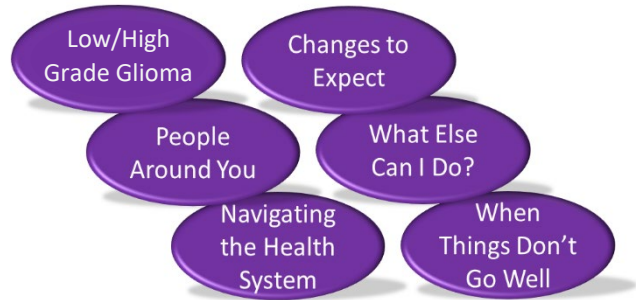 Low/High
Grade Glioma
Changes to
Expect
People
Around You
What Else
Can I Do?
Navigating
the Health
System
When
Things Don’t
Go Well